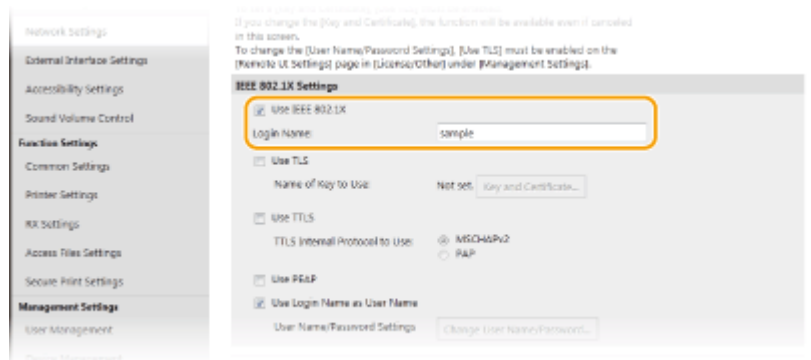 Network Settings
External Interface Settings
Accessibility Settings
Sound Volume Control
Function Settings
Common Settings
Printer Settings
RX Settings
Access Files Settings
Secure Print Settings
Management Settings
User Management
If you change the [Key and Certificate], the function will be available even if canceled
in this screen.
To change the [User Name/Password Settings], [Use TLS] must be enabled on the
[Remote UI Settings] page in [License/Other] under [Management Settings].
IEEE 802.1X Settings
Use IEEE 802.1X
Login Name: sample
Use TLS
Name of Key to Use: Not set. Key and Certificate...
Use TTLS
TTLS Internal Protocol to Use: MSCHAPv2
PAP
Use PEAP
Use Login Name as User Name
User Name/Password Settings Change User Name/Password...